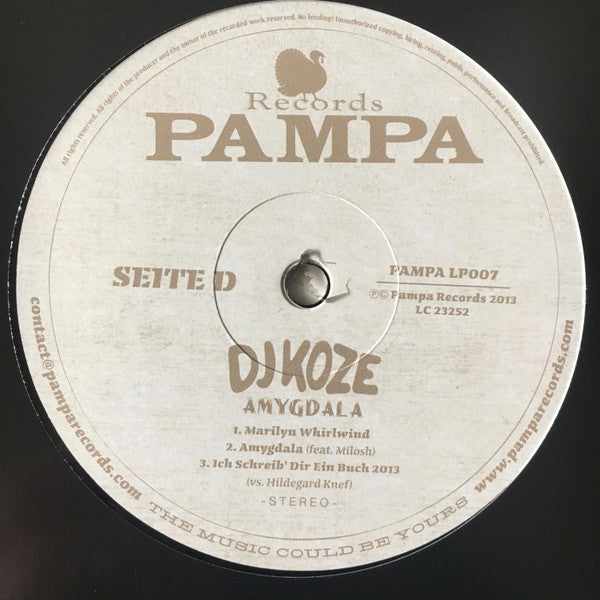 All rights reserved. All rights of the producer and the owner of the recorded work reserved. No lending! Unauthorized copying, hiring, renting, public performance and broadcast prohibited.
Records
PAMPA
SEITE D
PAMPA LP007
℗© Pampa Records 2013
LC 23252
DJ KOZE
AMYGDALA
1. Marilyn Whirlwind
2. Amygdala (feat. Milosh)
3. Ich Schreib' Dir Ein Buch 2013
(vs. Hildegard Knef)
-STEREO-
contact@pamparecords.com
THE MUSIC COULD BE YOURS
www.pamparecords.com